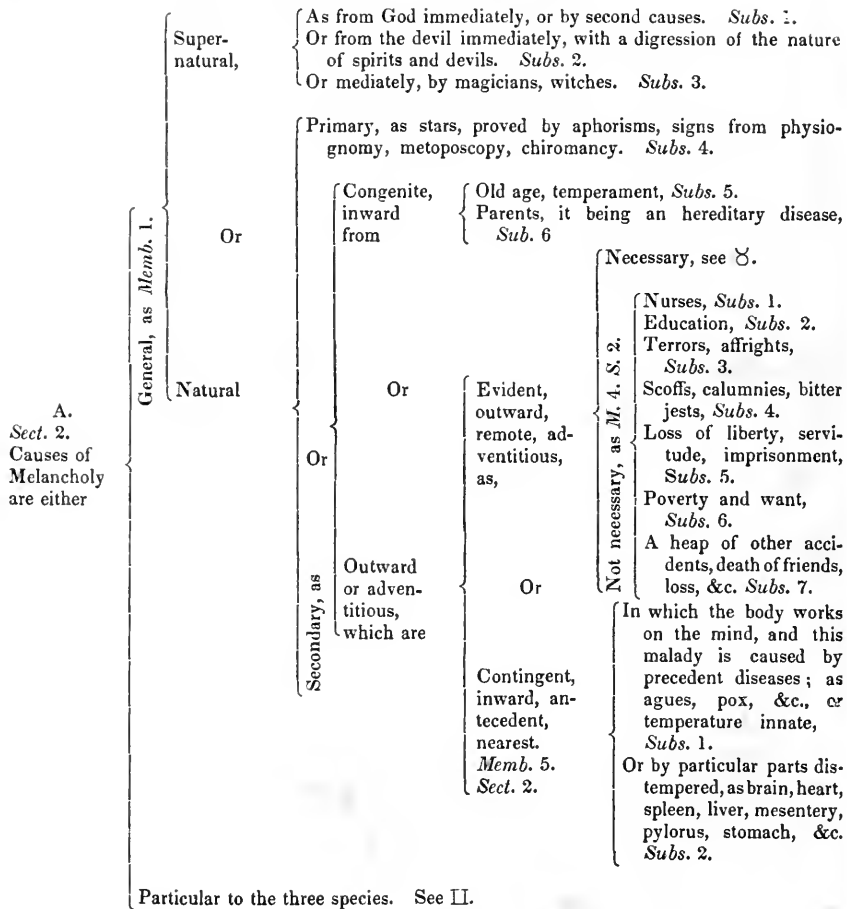 As from God immediately, or by second causes. Subs. 1.
Super-
natural,
Or from the devil immediately, with a digression of the nature
of spirits and devils. Subs. 2.
Or mediately, by magicians, witches. Subs. 3.
Primary, as stars, proved by aphorisms, signs from physio-
gnomy, metoposcopy, chiromancy. Subs. 4.
Congenite,
inward
from
Old age, temperament, Subs. 5.
Parents, it being an hereditary disease,
Sub. 6
General, as Memb. 1.
Or
Necessary, see ♉.
Nurses, Subs. 1.
Education, Subs. 2.
Terrors, affrights,
Subs. 3.
Scoffs, calumnies, bitter
jests, Subs. 4.
Loss of liberty, servi-
tude, imprisonment,
Subs. 5.
Poverty and want,
Subs. 6.
A heap of other acci-
dents, death of friends,
loss, &c. Subs. 7.
Not necessary, as M. 4. S. 2.
Natural
Or
Evident,
outward,
remote, ad-
ventitious,
as,
A.
Sect. 2.
Causes of
Melancholy
are either
Or
Secondary, as
Outward
or adven-
titious,
which are
Or
Contingent,
inward, an-
tecedent,
nearest.
Memb. 5.
Sect. 2.
In which the body works
on the mind, and this
malady is caused by
precedent diseases; as
agues, pox, &c., or
temperature innate,
Subs. 1.
Or by particular parts dis-
tempered, as brain, heart,
spleen, liver, mesentery,
pylorus, stomach, &c.
Subs. 2.
Particular to the three species. See ♊.